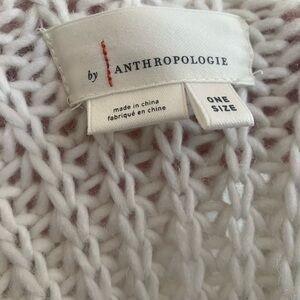 by ANTHROPOLOGIE
made in china
fabriqué en chine
ONE
SIZE